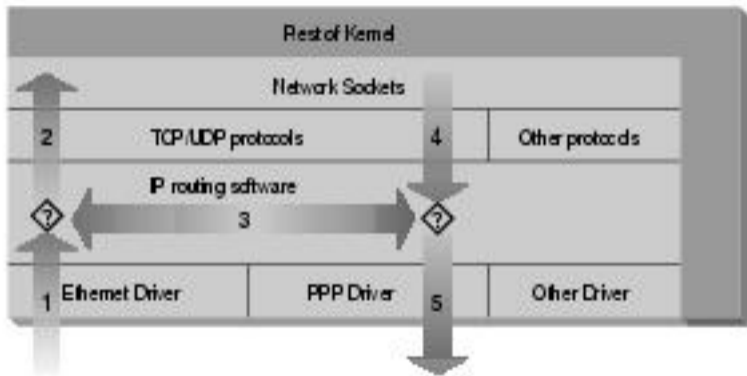 Rest of Kernel
Network Sockets
2 TCP/UDP protocols 4 Other protocols
IP routing software
? 3 ?
1 Ethernet Driver PPP Driver 5 Other Driver